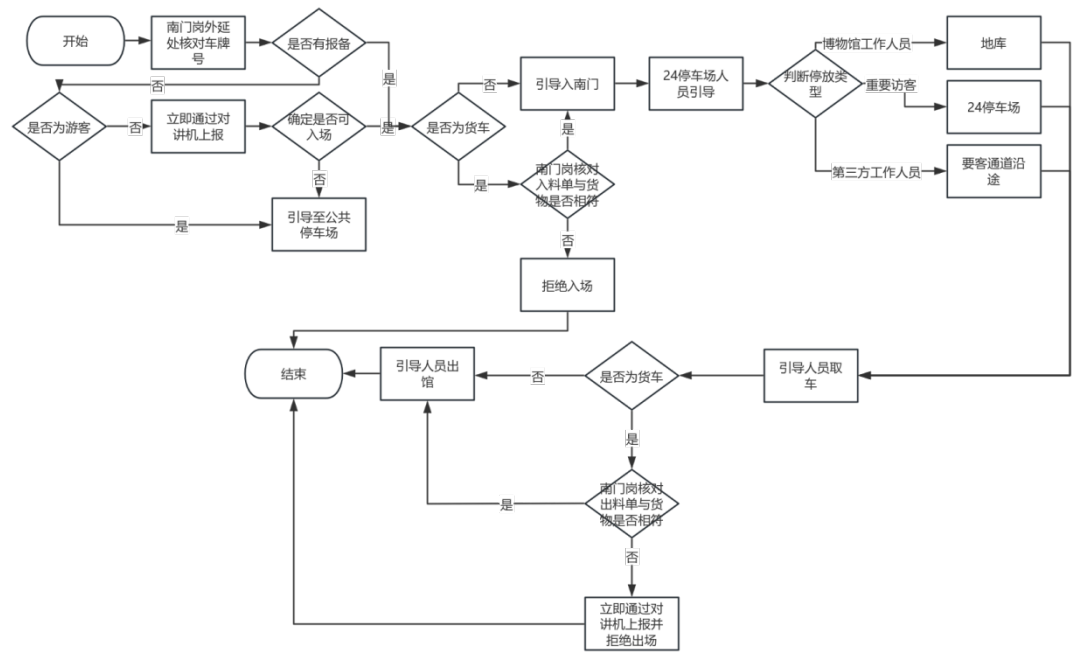 开始
南门岗外延
处核对车牌
号
是否有报备
是
否
是否为游客
否
立即通过对
讲机上报
确定是否可
入场
是
否
是
引导至公共
停车场
是否为货车
否
是
引导入南门
是
南门岗核对
入料单与货
物是否相符
否
拒绝入场
24停车场人
员引导
判断停放类
型
博物馆工作人员
重要访客
第三方工作人员
地库
24停车场
要客通道沿
途
引导人员取
车
是否为货车
否
引导人员出
馆
结束
是
南门岗核对
出料单与货
物是否相符
是
否
立即通过对
讲机上报并
拒绝出场